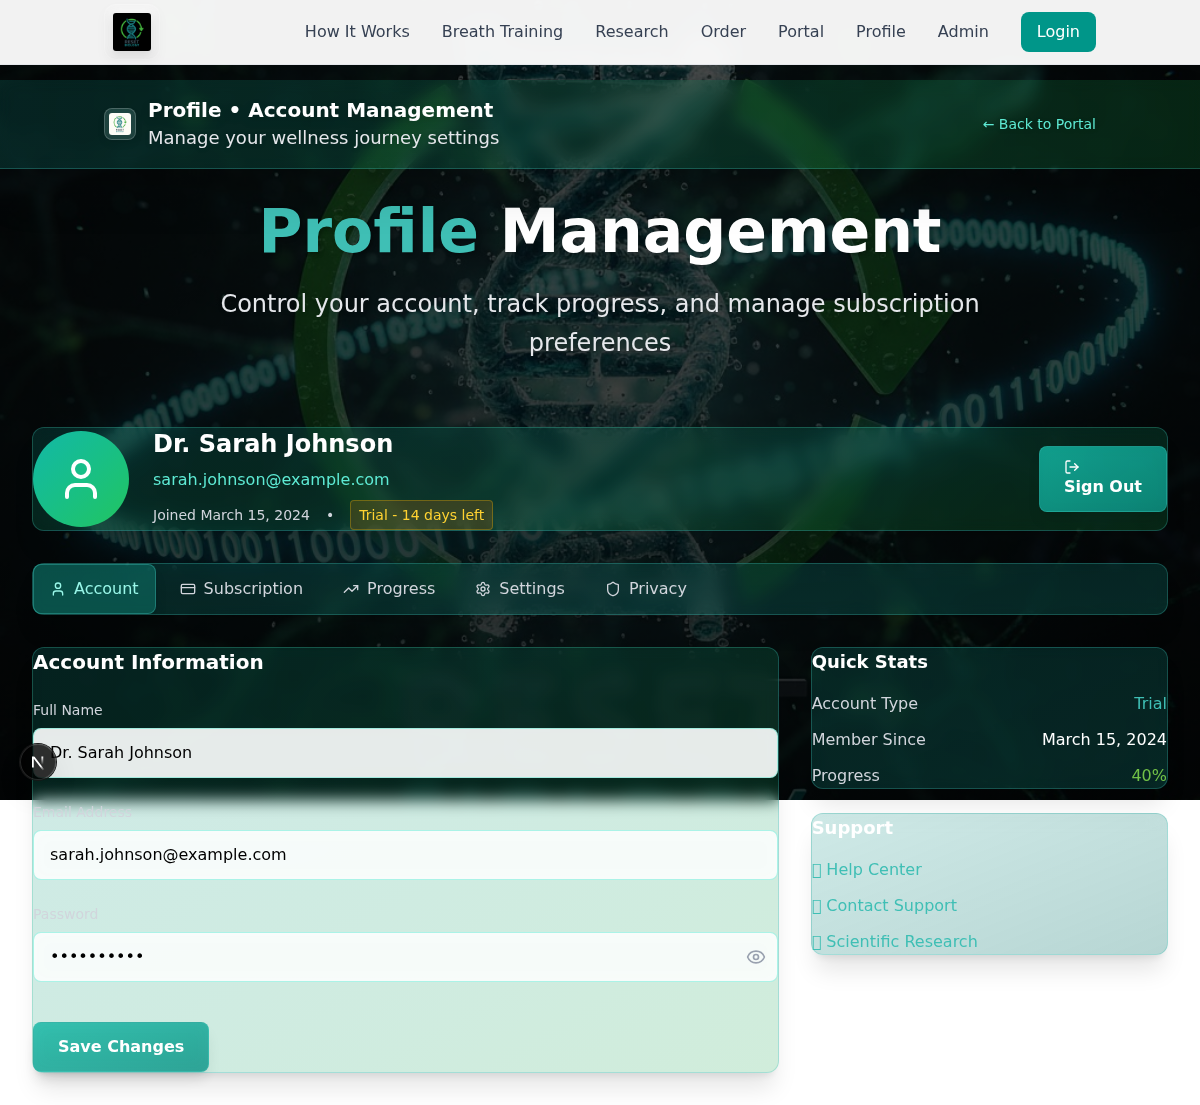 How It Works
Breath Training
Research
Order
Portal
Profile
Admin
Login
Profile • Account Management
Manage your wellness journey settings
← Back to Portal
Profile Management
Control your account, track progress, and manage subscription
preferences
Dr. Sarah Johnson
sarah.johnson@example.com
Joined March 15, 2024 • Trial - 14 days left
Sign Out
Account
Subscription
Progress
Settings
Privacy
Account Information
Full Name
Dr. Sarah Johnson
Email Address
sarah.johnson@example.com
Password
••••••••••
Save Changes
Quick Stats
Account Type Trial
Member Since March 15, 2024
Progress 40%
Support
Help Center
Contact Support
Scientific Research